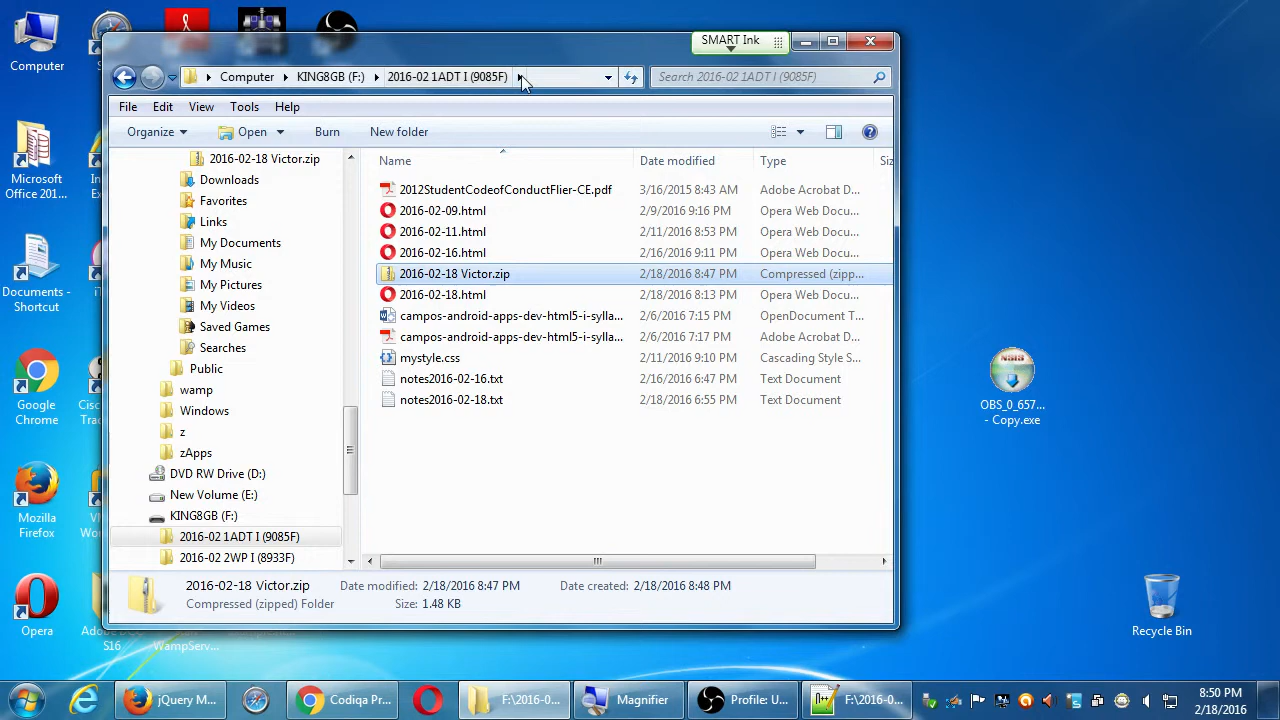 Computer
Microsoft
Office 201...
Documents -
Shortcut
Google
Chrome
Mozilla
Firefox
Opera
S16
WampServ...
SMART Ink
Computer
KING8GB (F:)
2016-02 1ADT I (9085F)
Search 2016-02 1ADT I (9085F)
File Edit View Tools Help
Organize Open Burn New folder
2016-02-18 Victor.zip
Downloads
Favorites
Links
My Documents
My Music
My Pictures
My Videos
Saved Games
Searches
Public
wamp
Windows
z
zApps
DVD RW Drive (D:)
New Volume (E:)
KING8GB (F:)
2016-02 1ADT I (9085F)
2016-02 2WP I (8933F)
Name Date modified Type Siz
2012StudentCodeofConductFlier-CE.pdf 3/16/2015 8:43 AM Adobe Acrobat D...
2016-02-09.html 2/9/2016 9:16 PM Opera Web Docu...
2016-02-11.html 2/11/2016 8:53 PM Opera Web Docu...
2016-02-16.html 2/16/2016 9:11 PM Opera Web Docu...
2016-02-18 Victor.zip 2/18/2016 8:47 PM Compressed (zipp...
2016-02-18.html 2/18/2016 8:13 PM Opera Web Docu...
campos-android-apps-dev-html5-i-sylla... 2/6/2016 7:15 PM OpenDocument T...
campos-android-apps-dev-html5-i-sylla... 2/6/2016 7:17 PM Adobe Acrobat D...
mystyle.css 2/11/2016 9:10 PM Cascading Style S...
notes2016-02-16.txt 2/16/2016 6:47 PM Text Document
notes2016-02-18.txt 2/18/2016 6:55 PM Text Document
2016-02-18 Victor.zip Date modified: 2/18/2016 8:47 PM Date created: 2/18/2016 8:48 PM
Compressed (zipped) Folder Size: 1.48 KB
OBS_0_657...
- Copy.exe
Recycle Bin
jQuery M...
Codiqa Pr...
F:\2016-0...
Magnifier
Profile: U...
F:\2016-0...
8:50 PM
2/18/2016